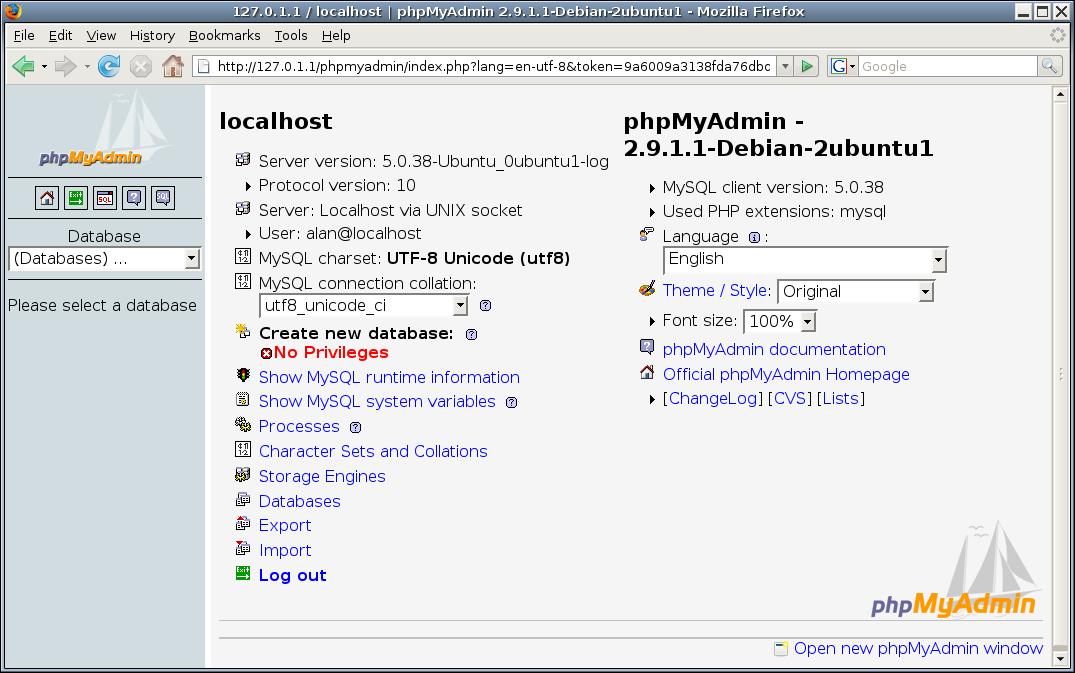 127.0.1.1 / localhost | phpMyAdmin 2.9.1.1-Debian-2ubuntu1 - Mozilla Firefox
File Edit View History Bookmarks Tools Help
http://127.0.1.1/phpmyadmin/index.php?lang=en-utf-8&token=9a6009a3138fda76dbc
G Google
phpMyAdmin
EXIT SQL ? SQL
Database
(Databases) ...
Please select a database
localhost
Server version: 5.0.38-Ubuntu_0ubuntu1-log
Protocol version: 10
Server: Localhost via UNIX socket
User: alan@localhost
MySQL charset: UTF-8 Unicode (utf8)
MySQL connection collation:
utf8_unicode_ci
Create new database:
No Privileges
Show MySQL runtime information
Show MySQL system variables
Processes
Character Sets and Collations
Storage Engines
Databases
Export
Import
Log out
phpMyAdmin -
2.9.1.1-Debian-2ubuntu1
MySQL client version: 5.0.38
Used PHP extensions: mysql
Language :
English
Theme / Style: Original
Font size: 100%
phpMyAdmin documentation
Official phpMyAdmin Homepage
[ChangeLog] [CVS] [Lists]
phpMyAdmin
Open new phpMyAdmin window